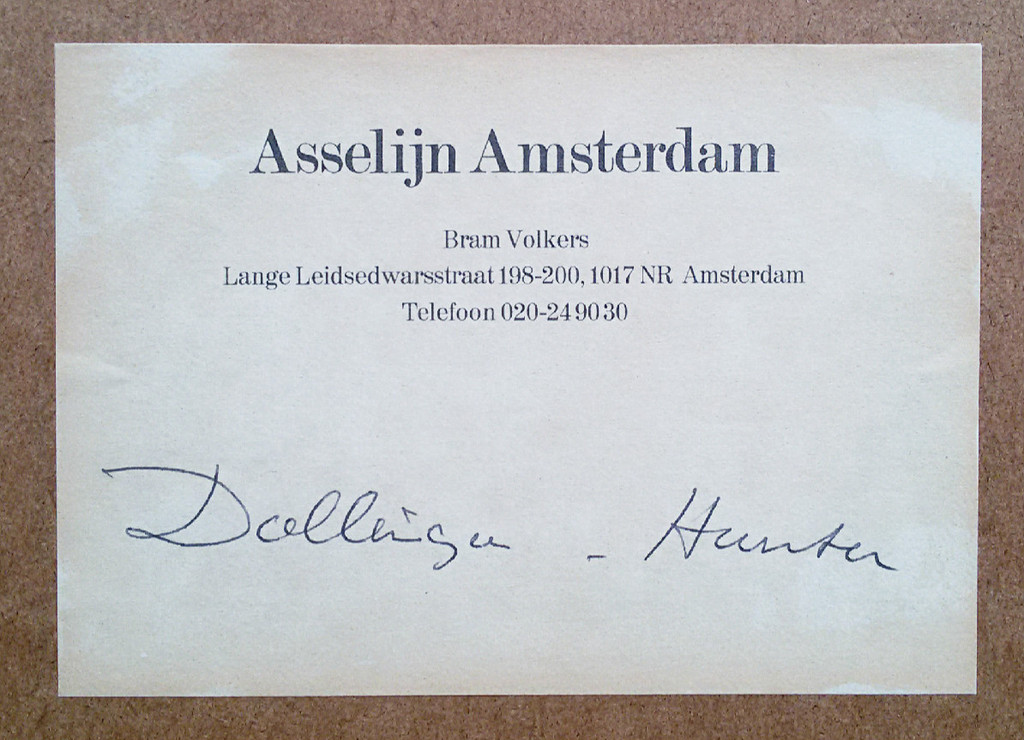 Asselijn Amsterdam
Bram Volkers
Lange Leidsedwarsstraat 198-200, 1017 NR Amsterdam
Telefoon 020-249030
Dollinger - Hunter